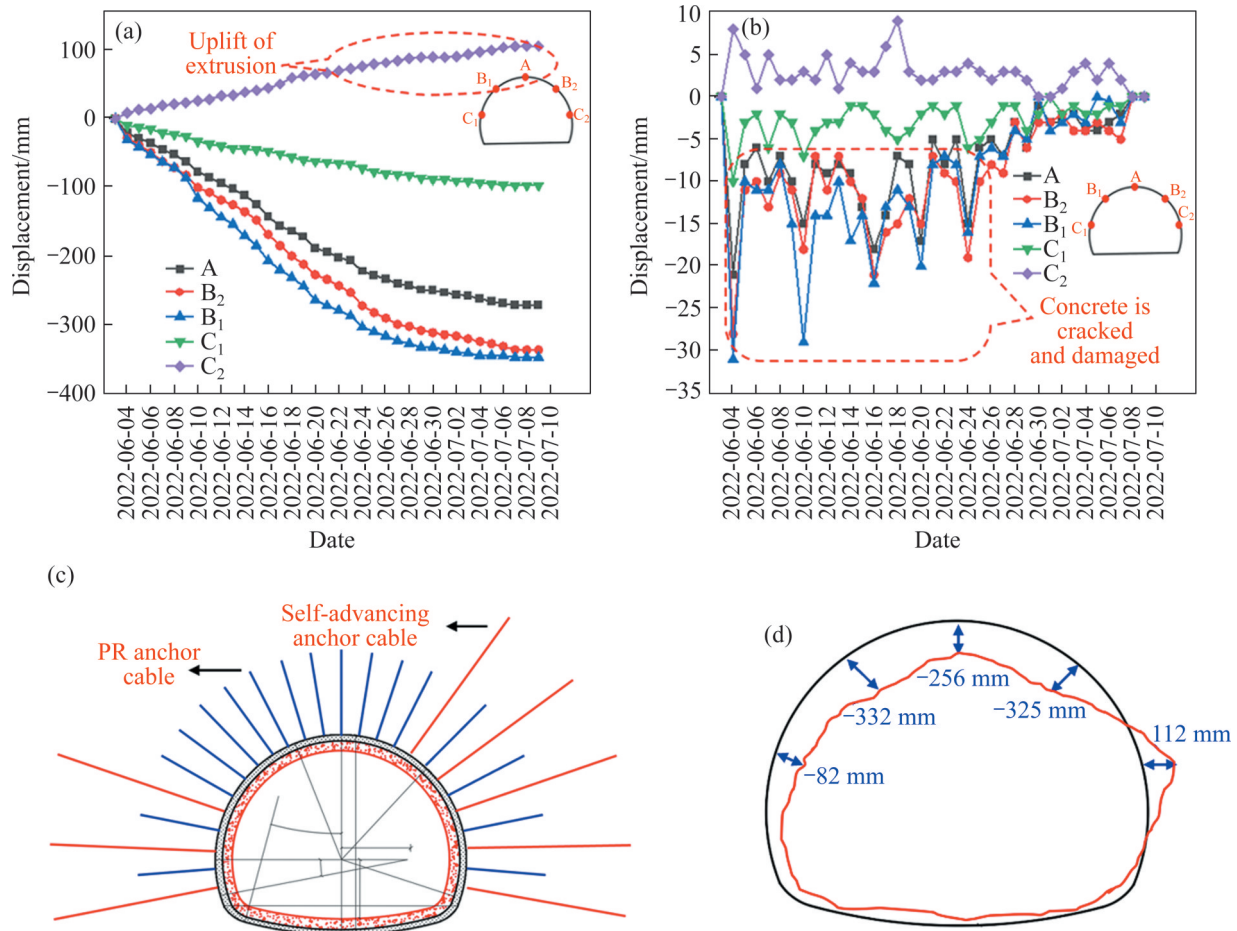 (a)
Uplift of
extrusion
A
B₁
B₂
C₁
C₂
100
0
−100
−200
−300
−400
Displacement/mm
A
B₂
B₁
C₁
C₂
2022-06-04
2022-06-06
2022-06-08
2022-06-10
2022-06-12
2022-06-14
2022-06-16
2022-06-18
2022-06-20
2022-06-22
2022-06-24
2022-06-26
2022-06-28
2022-06-30
2022-07-02
2022-07-04
2022-07-06
2022-07-08
2022-07-10
Date
(b)
10
5
0
−5
−10
−15
−20
−25
−30
−35
Displacement/mm
A
B₂
B₁
C₁
C₂
A
B₁
B₂
C₁
C₂
Concrete is
cracked
and damaged
2022-06-04
2022-06-06
2022-06-08
2022-06-10
2022-06-12
2022-06-14
2022-06-16
2022-06-18
2022-06-20
2022-06-22
2022-06-24
2022-06-26
2022-06-28
2022-06-30
2022-07-02
2022-07-04
2022-07-06
2022-07-08
2022-07-10
Date
(c)
Self-advancing
anchor cable
PR anchor
cable
(d)
−256 mm
−332 mm
−325 mm
112 mm
−82 mm